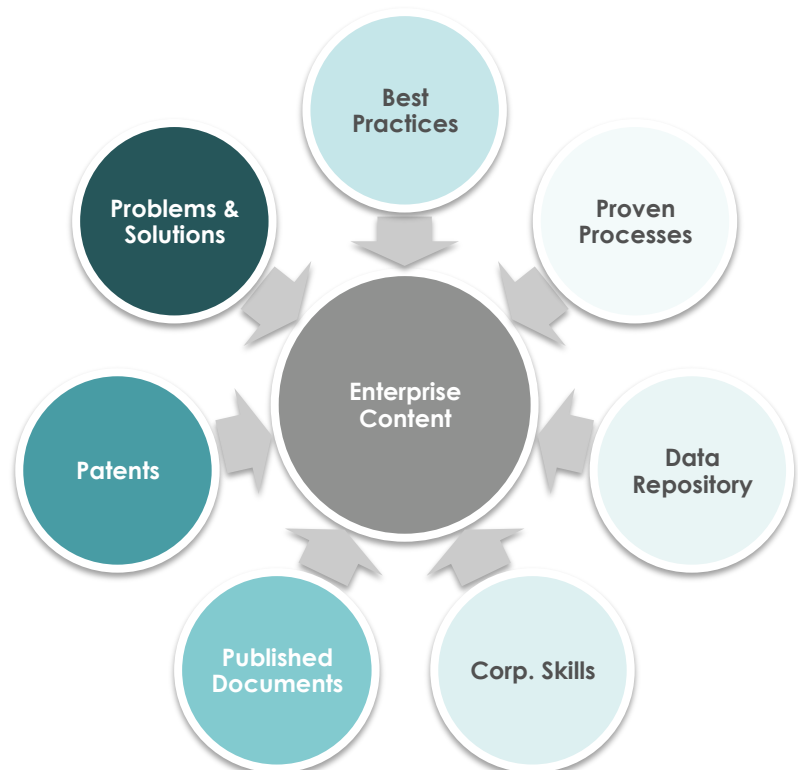 Best
Practices
Proven
Processes
Data
Repository
Corp. Skills
Published
Documents
Patents
Problems &
Solutions
Enterprise
Content